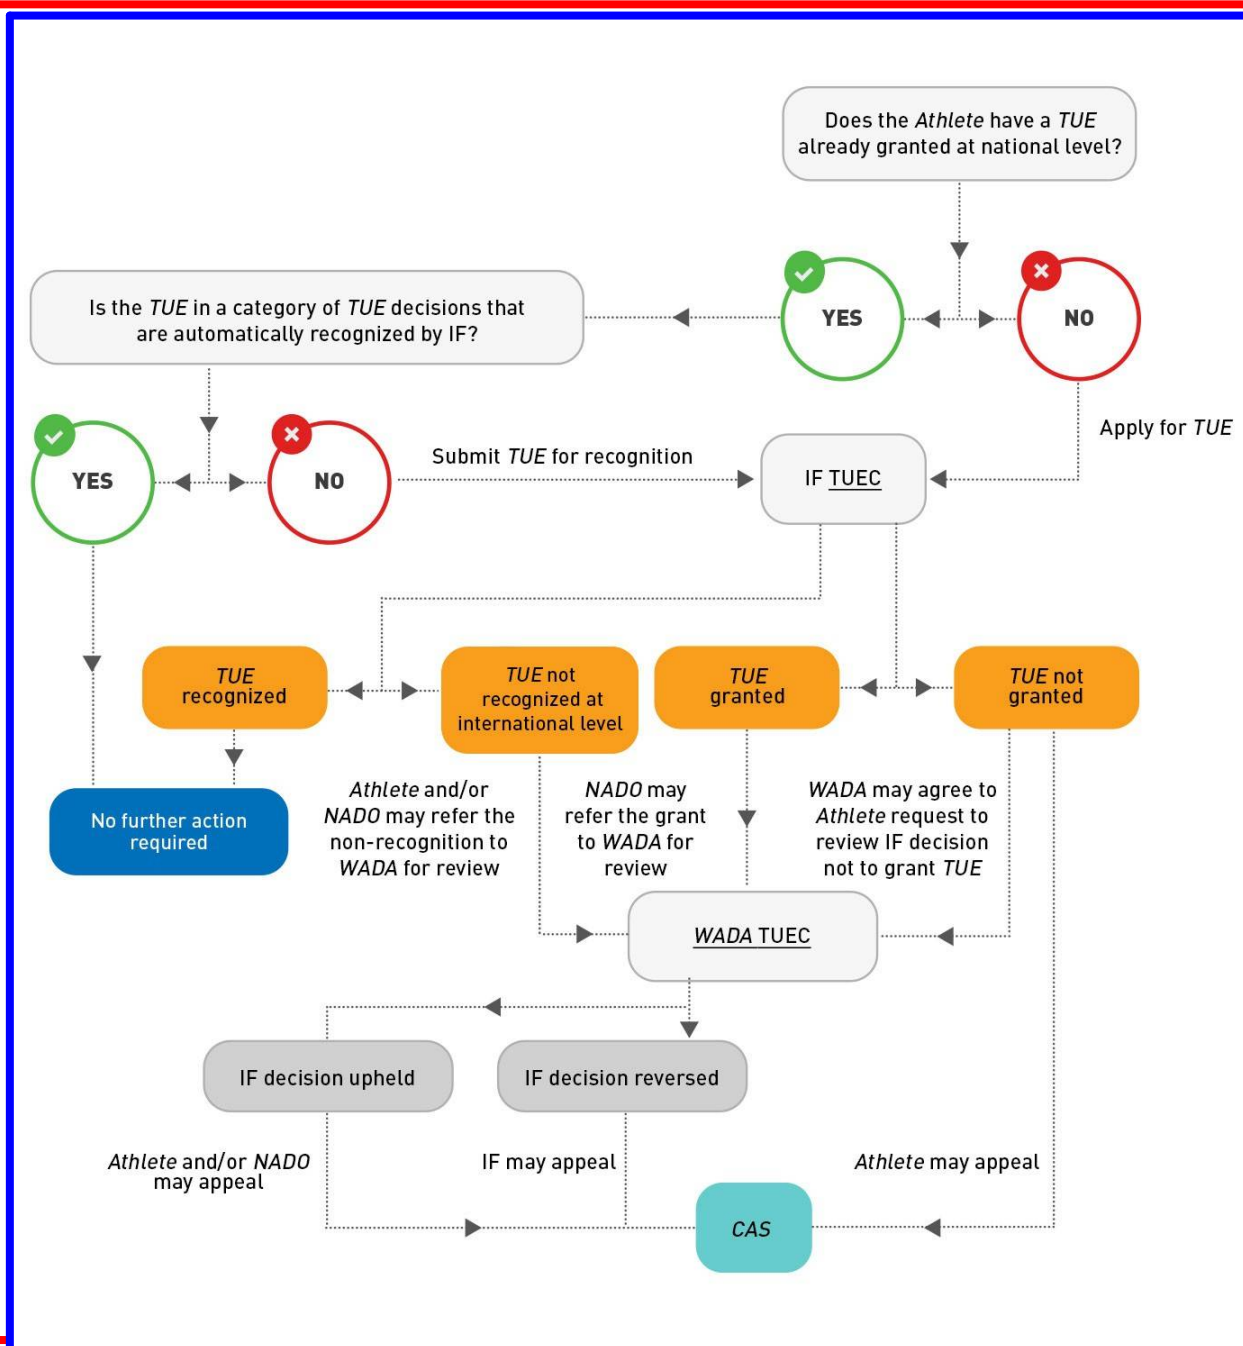 Does the Athlete have a TUE
already granted at national level?
YES
NO
Is the TUE in a category of TUE decisions that
are automatically recognized by IF?
YES
NO
Submit TUE for recognition
Apply for TUE
IF TUEC
TUE
recognized
TUE not
recognized at
international level
TUE
granted
TUE not
granted
No further action
required
Athlete and/or
NADO may refer the
non-recognition to
WADA for review
NADO may
refer the grant
to WADA for
review
WADA may agree to
Athlete request to
review IF decision
not to grant TUE
WADA TUEC
IF decision upheld
IF decision reversed
Athlete and/or NADO
may appeal
IF may appeal
Athlete may appeal
CAS